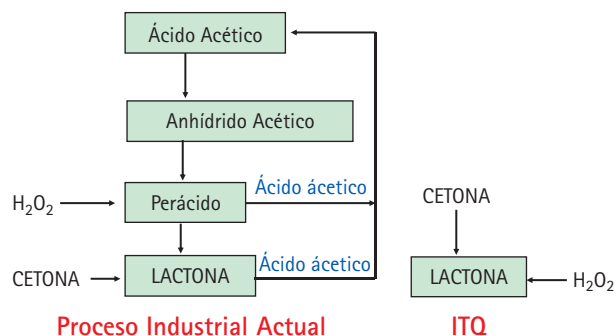 Ácido Acético
Anhídrido Acético
H₂O₂
Perácido
Ácido ácetico
CETONA
LACTONA
Ácido ácetico
Proceso Industrial Actual
CETONA
LACTONA
H₂O₂
ITQ